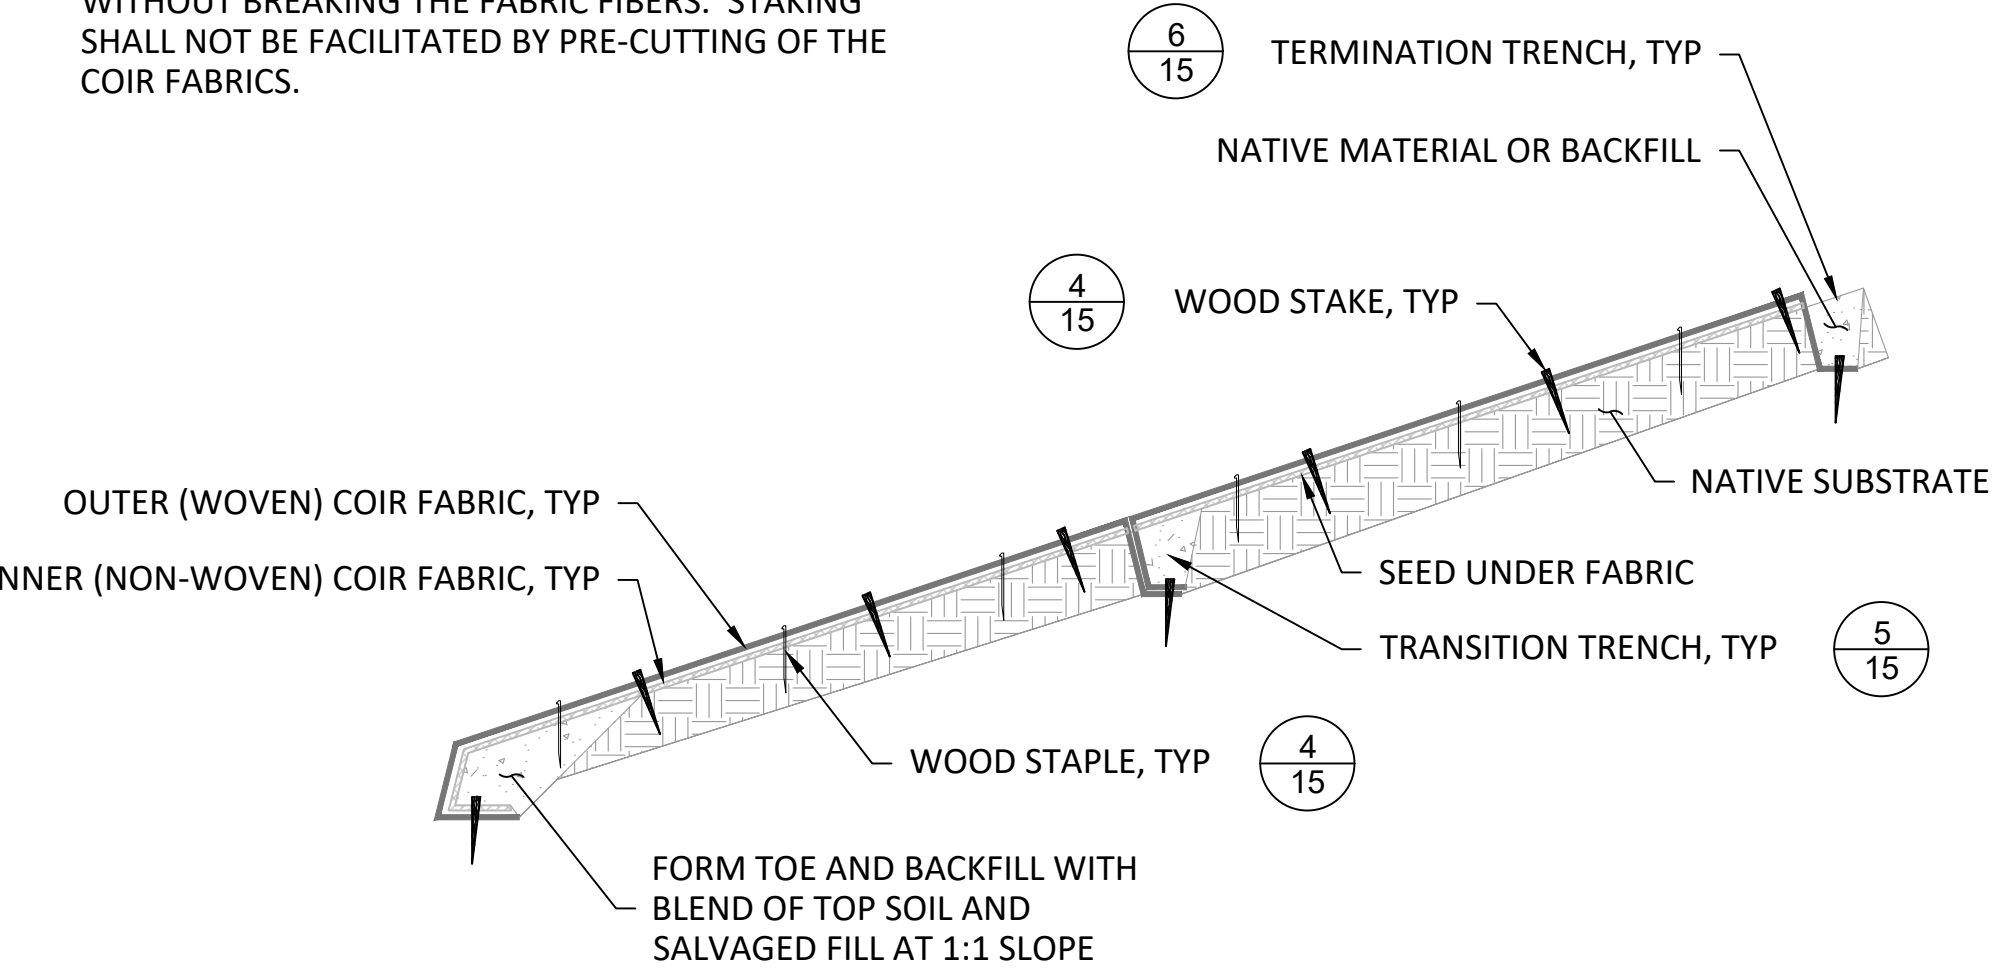 WITHOUT BREAKING THE FABRIC FIBERS. STAKING
SHALL NOT BE FACILITATED BY PRE-CUTTING OF THE
COIR FABRICS.
6
15
TERMINATION TRENCH, TYP
NATIVE MATERIAL OR BACKFILL
4
15
WOOD STAKE, TYP
NATIVE SUBSTRATE
OUTER (WOVEN) COIR FABRIC, TYP
NNER (NON-WOVEN) COIR FABRIC, TYP
SEED UNDER FABRIC
TRANSITION TRENCH, TYP
5
15
WOOD STAPLE, TYP
4
15
FORM TOE AND BACKFILL WITH
BLEND OF TOP SOIL AND
SALVAGED FILL AT 1:1 SLOPE